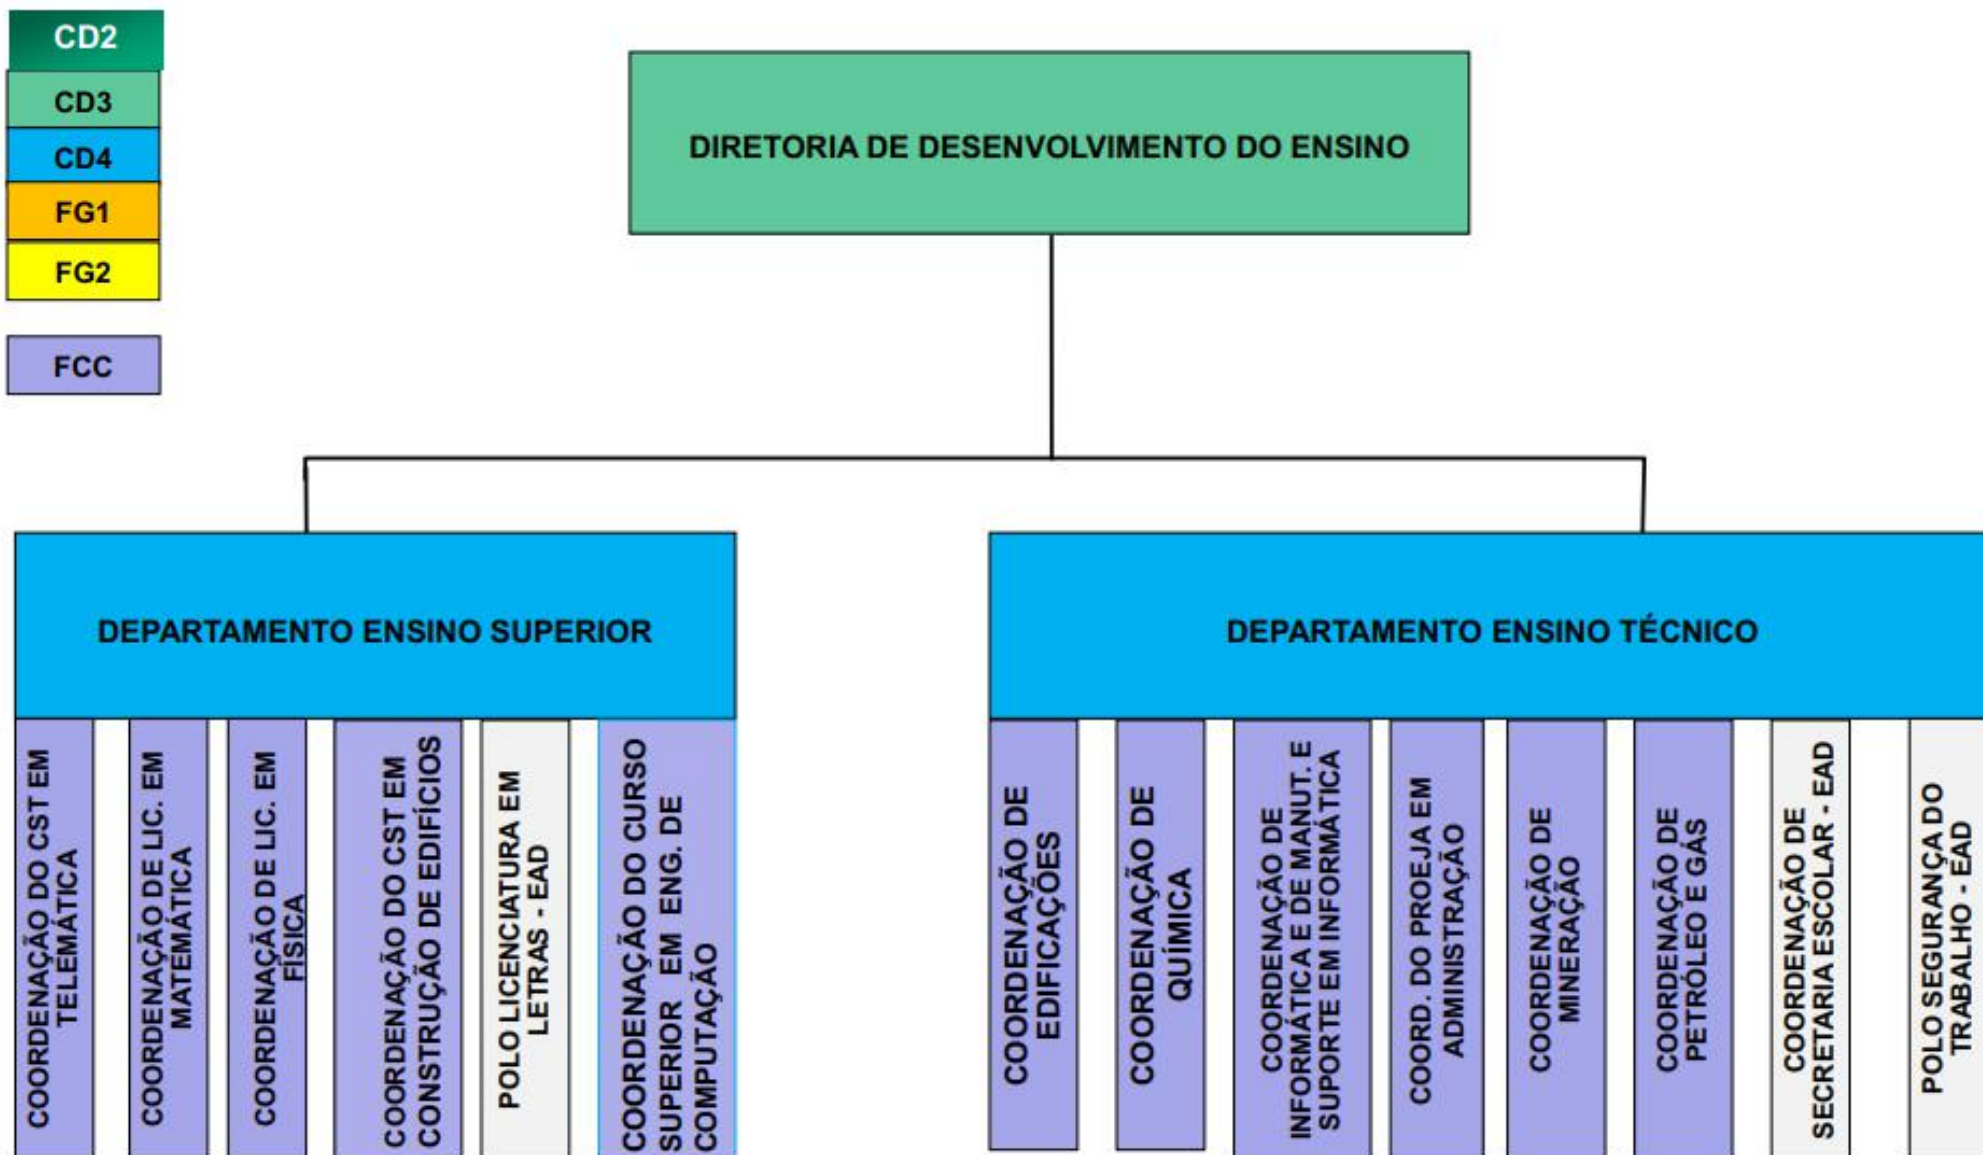 CD2
CD3
CD4
FG1
FG2
FCC
DIRETORIA DE DESENVOLVIMENTO DO ENSINO
DEPARTAMENTO ENSINO SUPERIOR
COORDENAÇÃO DO CST EM
TELEMÁTICA
COORDENAÇÃO DE LIC. EM
MATEMÁTICA
COORDENAÇÃO DE LIC. EM
FÍSICA
COORDENAÇÃO DO CST EM
CONSTRUÇÃO DE EDIFÍCIOS
POLO LICENCIATURA EM
LETRAS - EAD
COORDENAÇÃO DO CURSO
SUPERIOR EM ENG. DE
COMPUTAÇÃO
DEPARTAMENTO ENSINO TÉCNICO
COORDENAÇÃO DE
EDIFICAÇÕES
COORDENAÇÃO DE
QUÍMICA
COORDENAÇÃO DE
INFORMÁTICA E DE MANUT. E
SUPORTE EM INFORMÁTICA
COORD. DO PROEJA EM
ADMINISTRAÇÃO
COORDENAÇÃO DE
MINERAÇÃO
COORDENAÇÃO DE
PETRÓLEO E GÁS
COORDENAÇÃO DE
SECRETARIA ESCOLAR - EAD
POLO SEGURANÇA DO
TRABALHO - EAD